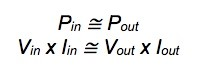 Pin ≅ Pout
Vin x Iin ≅ Vout x Iout